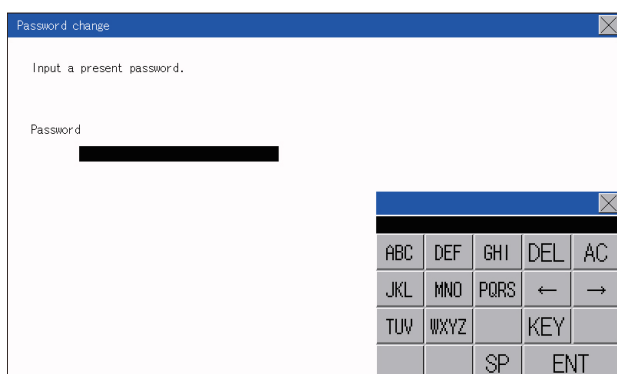 Password change
Input a present password.
Password
ABC DEF GHI DEL AC
JKL MNO PQRS ← →
TUV WXYZ KEY
SP ENT